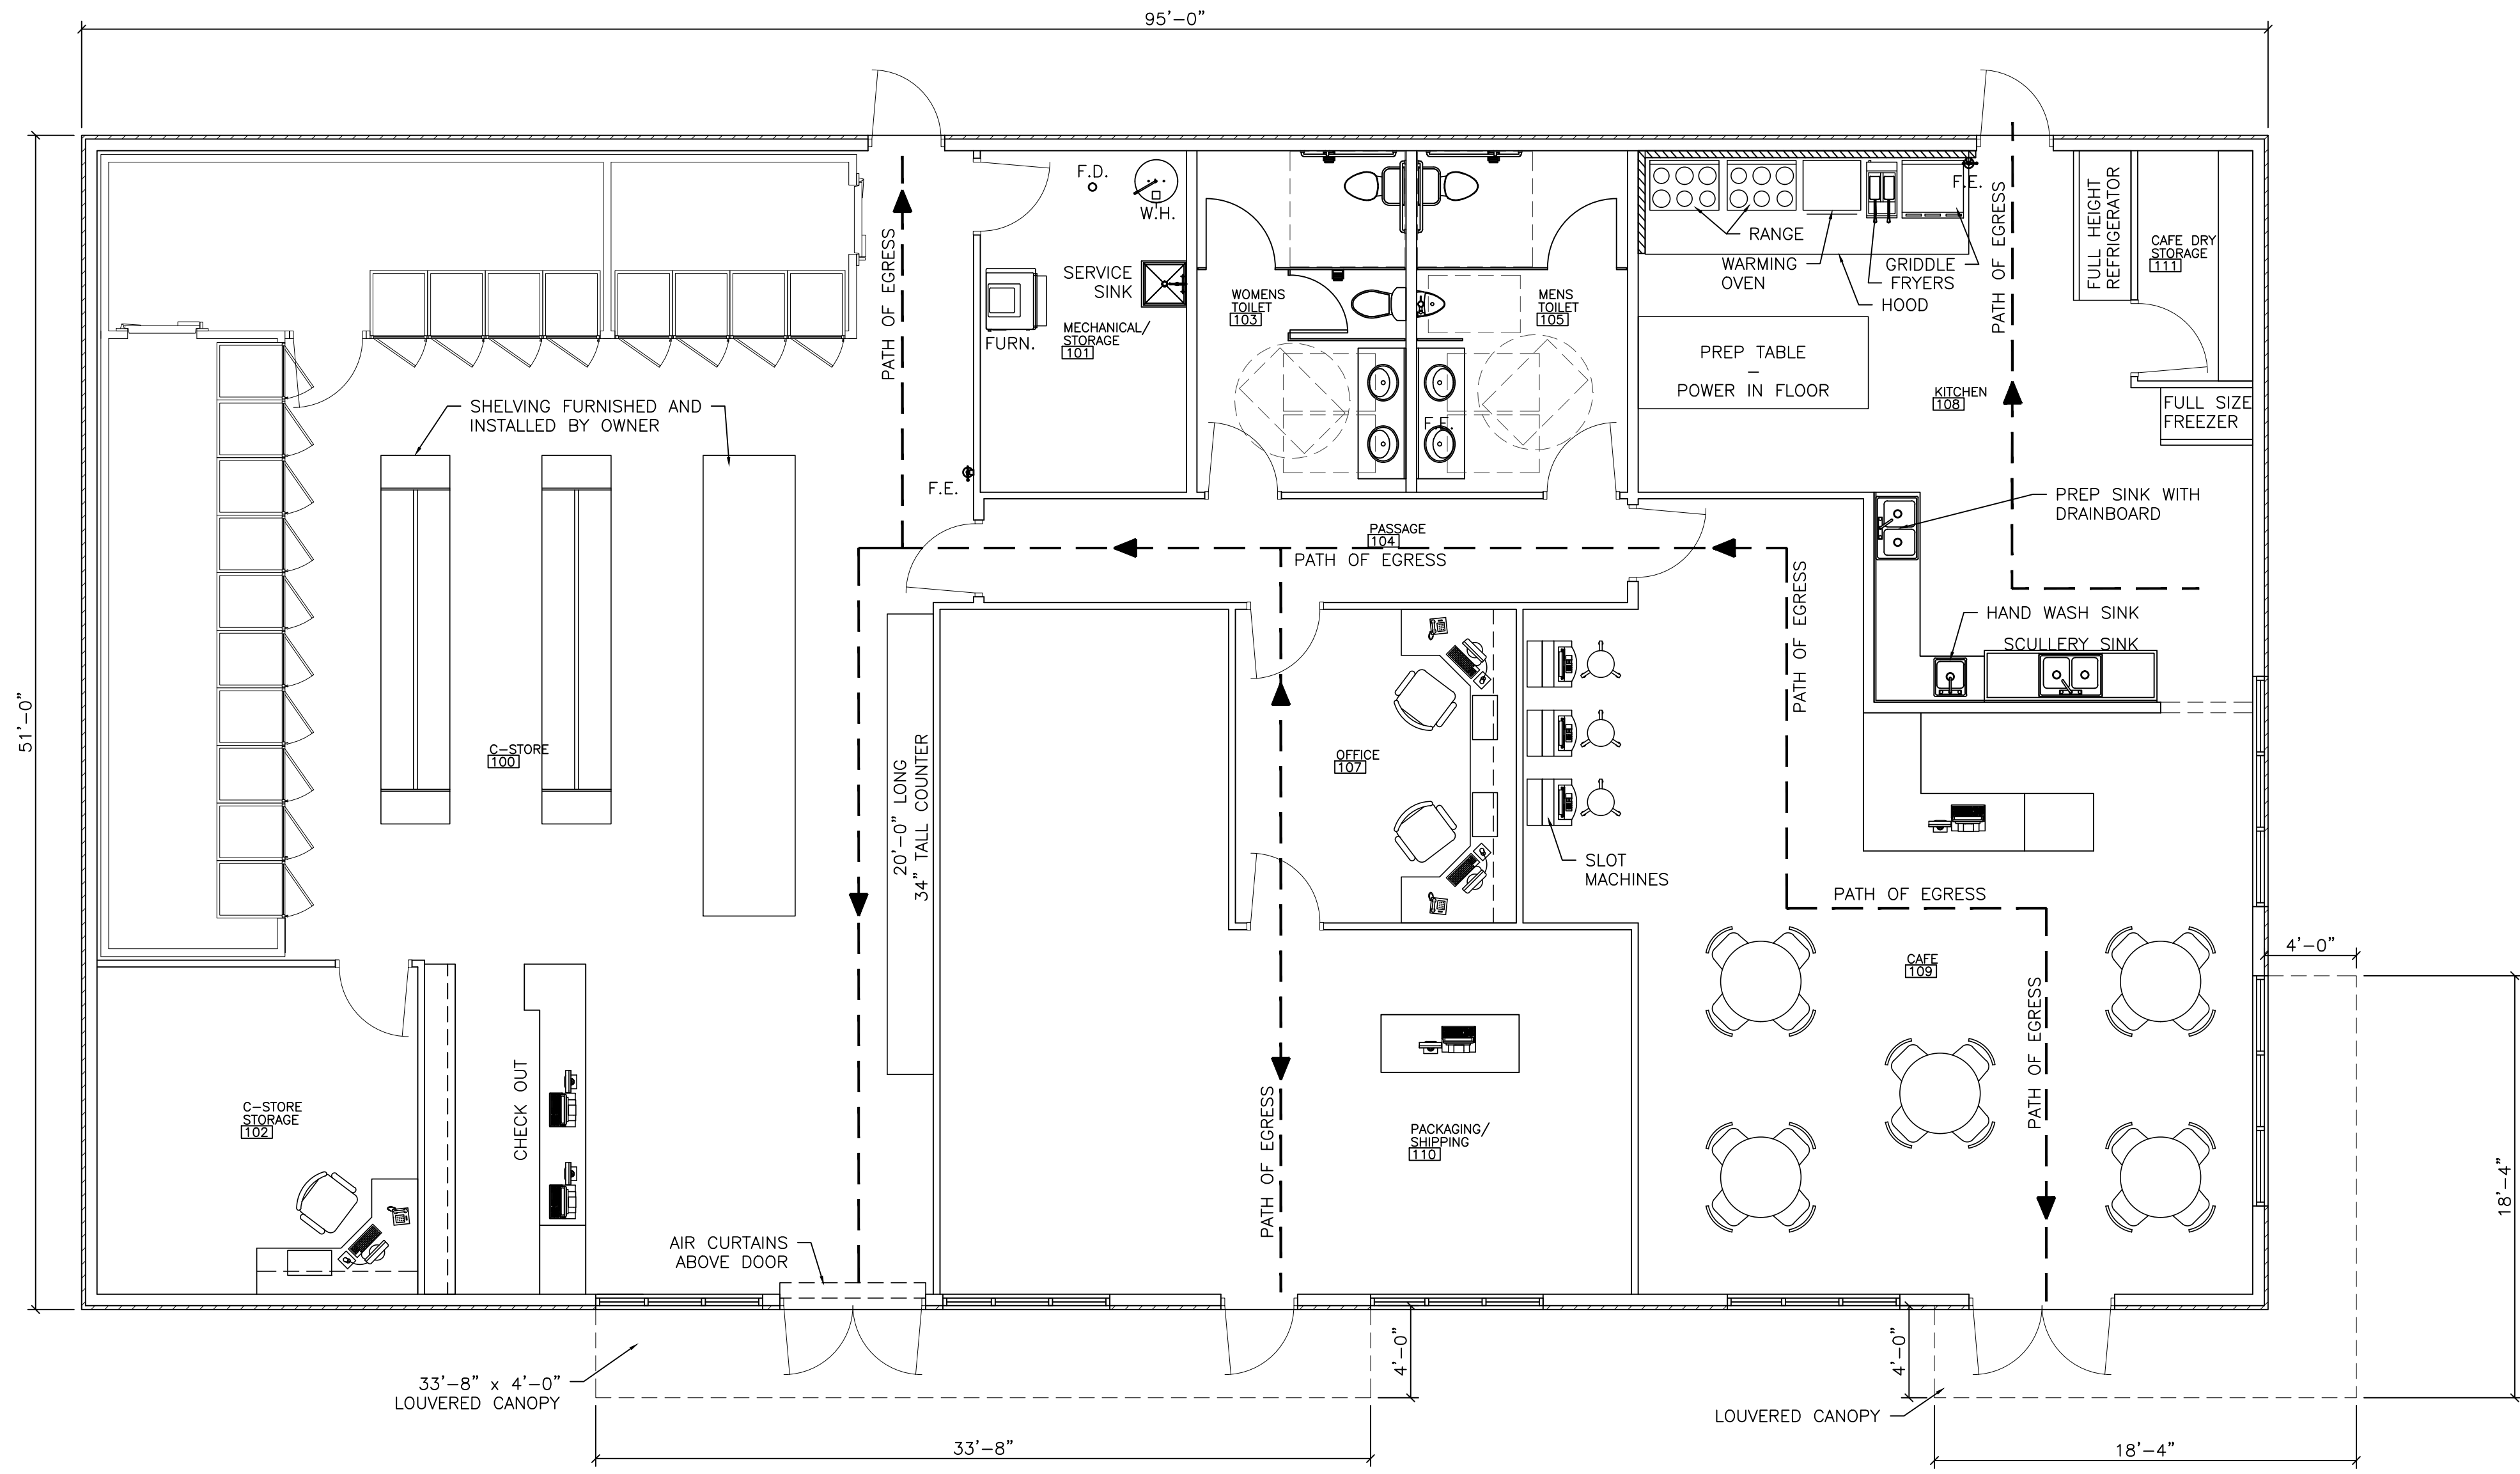 95'-0"
F.D.
W.H.
F.E.
RANGE
WARMING
OVEN
GRIDDLE
FRYERS
HOOD
PATH OF EGRESS
PATH OF EGRESS
FULL HEIGHT
REFRIGERATOR
CAFE DRY
STORAGE
111
SERVICE
SINK
FURN.
MECHANICAL/
STORAGE
101
WOMENS
TOILET
103
MENS
TOILET
105
PREP TABLE
-
POWER IN FLOOR
KITCHEN
108
FULL SIZE
FREEZER
SHELVING FURNISHED AND
INSTALLED BY OWNER
F.E.
F.E.
PREP SINK WITH
DRAINBOARD
PASSAGE
104
PATH OF EGRESS
PATH OF EGRESS
HAND WASH SINK
SCULLERY SINK
51'-0"
C-STORE
100
20'-0" LONG
34" TALL COUNTER
OFFICE
107
SLOT
MACHINES
PATH OF EGRESS
CAFE
109
4'-0"
PATH OF EGRESS
C-STORE
STORAGE
102
CHECK OUT
PATH OF EGRESS
PACKAGING/
SHIPPING
110
18'-4"
AIR CURTAINS
ABOVE DOOR
4'-0"
4'-0"
33'-8" x 4'-0"
LOUVERED CANOPY
LOUVERED CANOPY
33'-8"
18'-4"